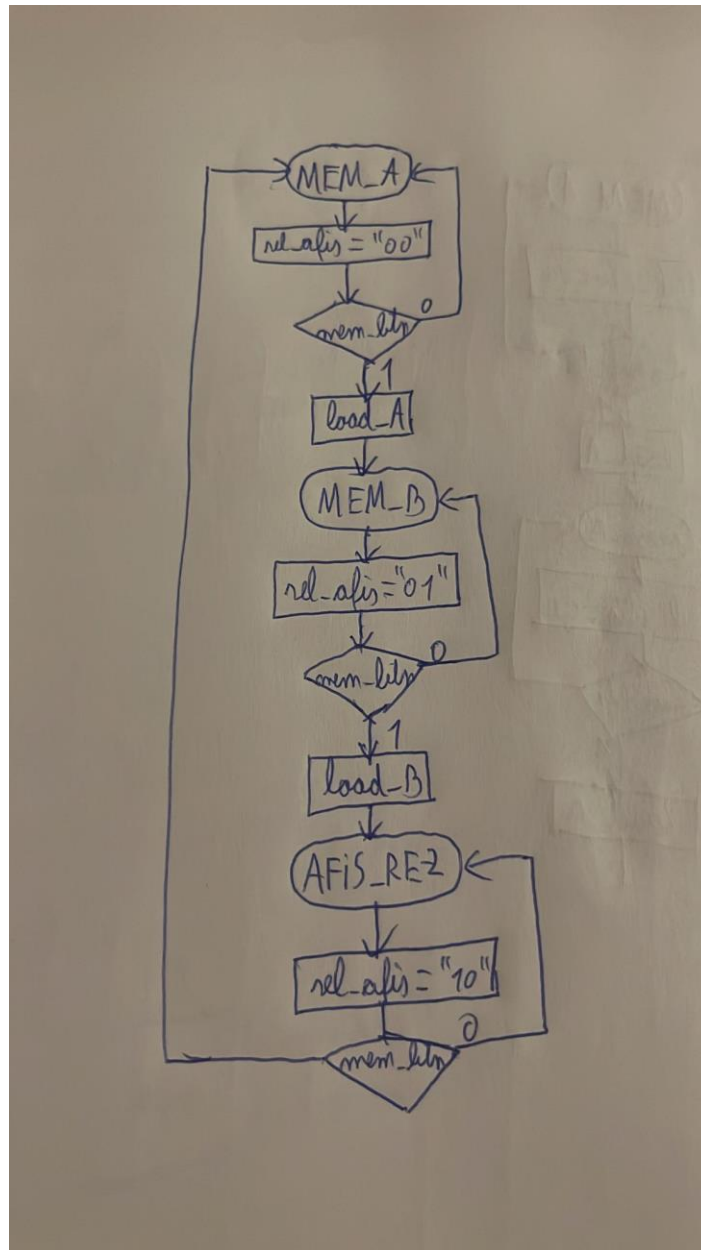 MEM_A
sel_afis = "00"
mem_btn
0
1
load_A
MEM_B
sel_afis = "01"
mem_btn
0
1
load_B
AFiS_REZ
sel_afis = "10"
0
mem_btn